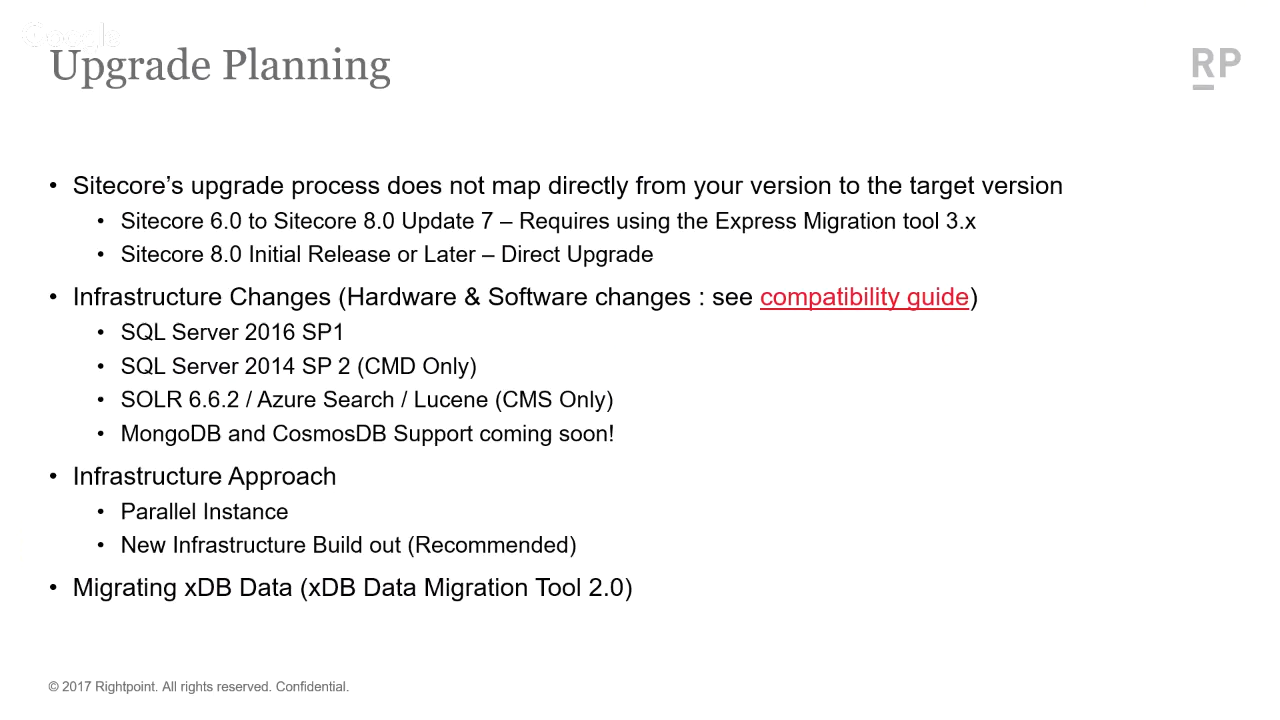 Google
Upgrade Planning
RP
• Sitecore’s upgrade process does not map directly from your version to the target version
• Sitecore 6.0 to Sitecore 8.0 Update 7 – Requires using the Express Migration tool 3.x
• Sitecore 8.0 Initial Release or Later – Direct Upgrade
• Infrastructure Changes (Hardware & Software changes : see compatibility guide)
• SQL Server 2016 SP1
• SQL Server 2014 SP 2 (CMD Only)
• SOLR 6.6.2 / Azure Search / Lucene (CMS Only)
• MongoDB and CosmosDB Support coming soon!
• Infrastructure Approach
• Parallel Instance
• New Infrastructure Build out (Recommended)
• Migrating xDB Data (xDB Data Migration Tool 2.0)
© 2017 Rightpoint. All rights reserved. Confidential.